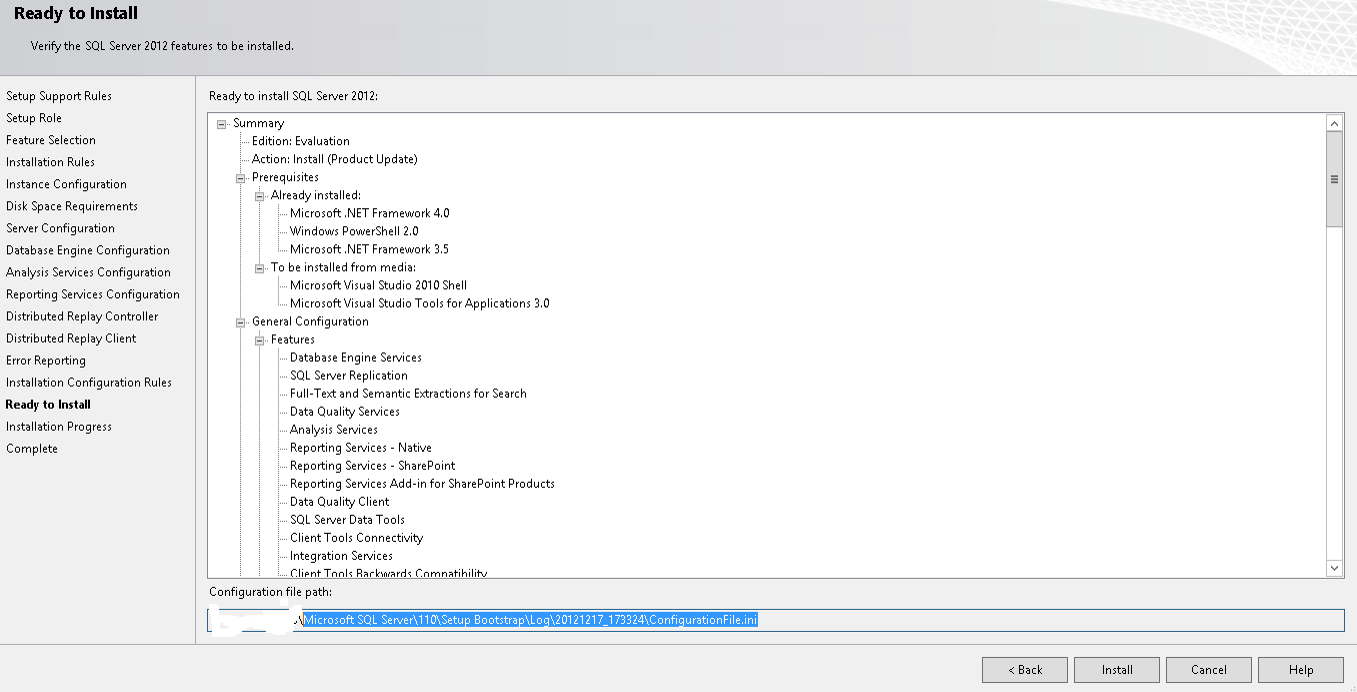 Ready to Install
Verify the SQL Server 2012 features to be installed.
Setup Support Rules
Setup Role
Feature Selection
Installation Rules
Instance Configuration
Disk Space Requirements
Server Configuration
Database Engine Configuration
Analysis Services Configuration
Reporting Services Configuration
Distributed Replay Controller
Distributed Replay Client
Error Reporting
Installation Configuration Rules
Ready to Install
Installation Progress
Complete
Ready to install SQL Server 2012:
Summary
Edition: Evaluation
Action: Install (Product Update)
Prerequisites
Already installed:
Microsoft .NET Framework 4.0
Windows PowerShell 2.0
Microsoft .NET Framework 3.5
To be installed from media:
Microsoft Visual Studio 2010 Shell
Microsoft Visual Studio Tools for Applications 3.0
General Configuration
Features
Database Engine Services
SQL Server Replication
Full-Text and Semantic Extractions for Search
Data Quality Services
Analysis Services
Reporting Services - Native
Reporting Services - SharePoint
Reporting Services Add-in for SharePoint Products
Data Quality Client
SQL Server Data Tools
Client Tools Connectivity
Integration Services
Client Tools Backwards Compatibility
Configuration file path:
\Microsoft SQL Server\110\Setup Bootstrap\Log\20121217_173324\ConfigurationFile.ini
< Back
Install
Cancel
Help